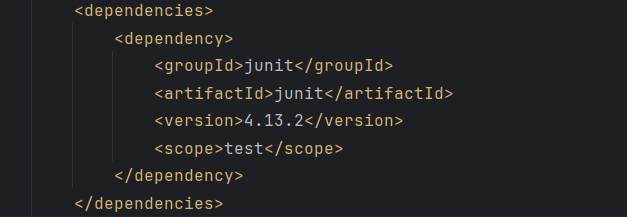 <dependencies>
<dependency>
<groupId>junit</groupId>
<artifactId>junit</artifactId>
<version>4.13.2</version>
<scope>test</scope>
</dependency>
</dependencies>